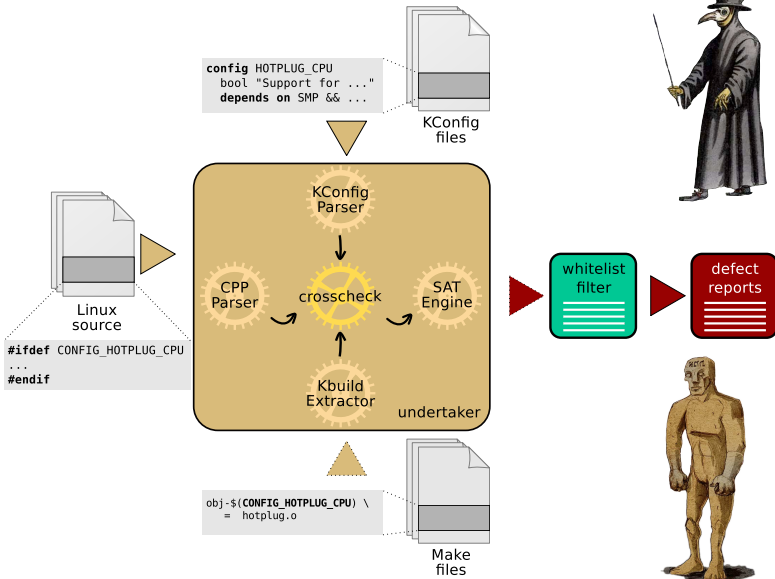 config HOTPLUG_CPU
bool "Support for ..."
depends on SMP && ...
KConfig
files
KConfig
Parser
Linux
source
#ifdef CONFIG_HOTPLUG_CPU
...
#endif
CPP
Parser
crosscheck
SAT
Engine
Kbuild
Extractor
undertaker
whitelist
filter
defect
reports
obj-$(CONFIG_HOTPLUG_CPU) \
= hotplug.o
Make
files